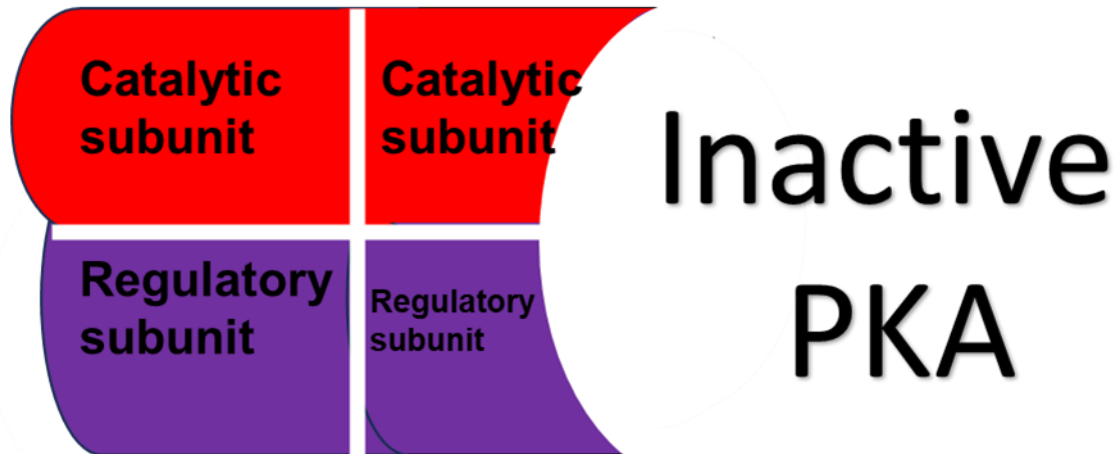 Catalytic
subunit
Catalytic
subunit
Regulatory
subunit
Regulatory
subunit
Inactive
PKA